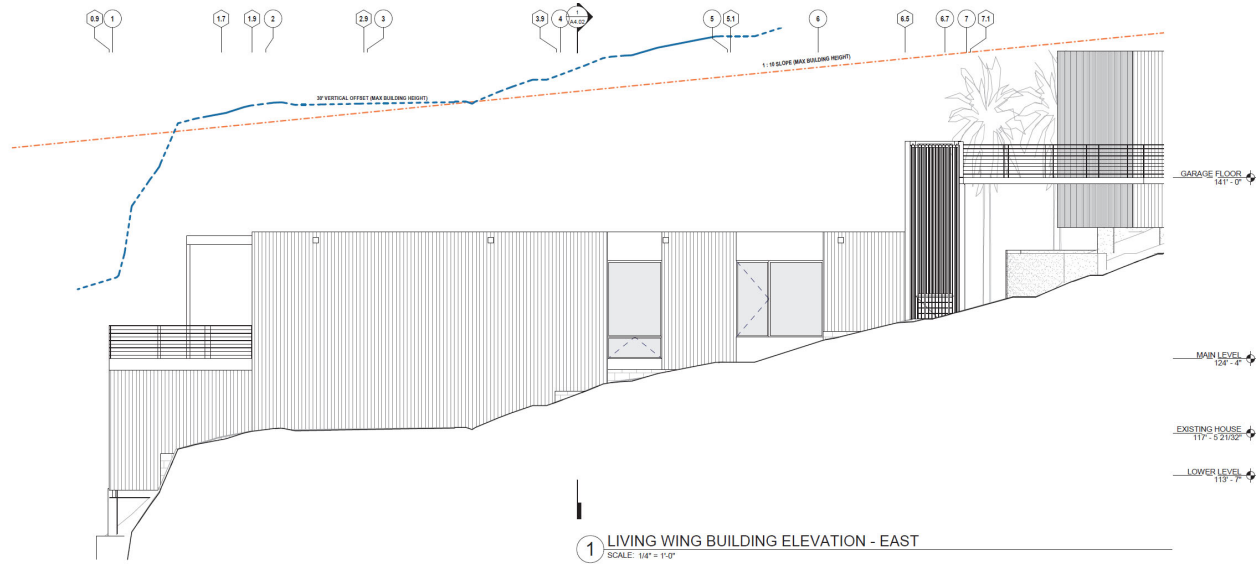 0.9
1
1.7
1.9
2
2.9
3
3.9
4
1
A4.02
5
5.1
6
6.5
6.7
7
7.1
1 : 10 SLOPE (MAX BUILDING HEIGHT)
30' VERTICAL OFFSET (MAX BUILDING HEIGHT)
GARAGE FLOOR
141' - 0"
MAIN LEVEL
124' - 4"
EXISTING HOUSE
117' - 5 21/32"
LOWER LEVEL
113' - 7"
1 LIVING WING BUILDING ELEVATION - EAST
SCALE: 1/4" = 1'-0"